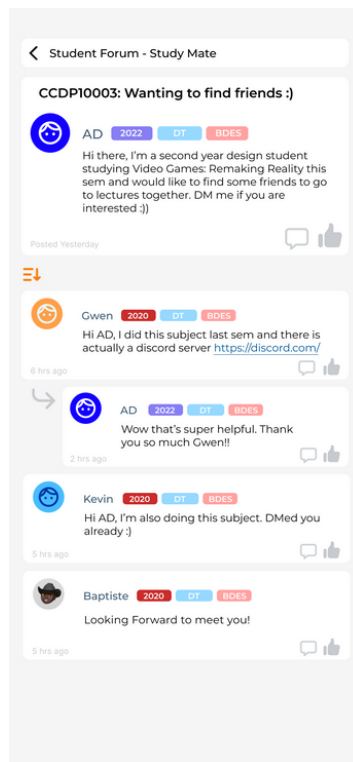 Student Forum - Study Mate
CCDP10003: Wanting to find friends :)
AD 2022 DT BDES
Hi there, I'm a second year design student
studying Video Games: Remaking Reality this
sem and would like to find some friends to go
to lectures together. DM me if you are
interested :))
Posted Yesterday
Gwen 2020 DT BDES
Hi AD, I did this subject last sem and there is
actually a discord server https://discord.com/
6 hrs ago
AD 2022 DT BDES
Wow that's super helpful. Thank
you so much Gwen!!
2 hrs ago
Kevin 2020 DT BDES
Hi AD, I'm also doing this subject. DMed you
already :)
5 hrs ago
Baptiste 2020 DT BDES
Looking Forward to meet you!
5 hrs ago